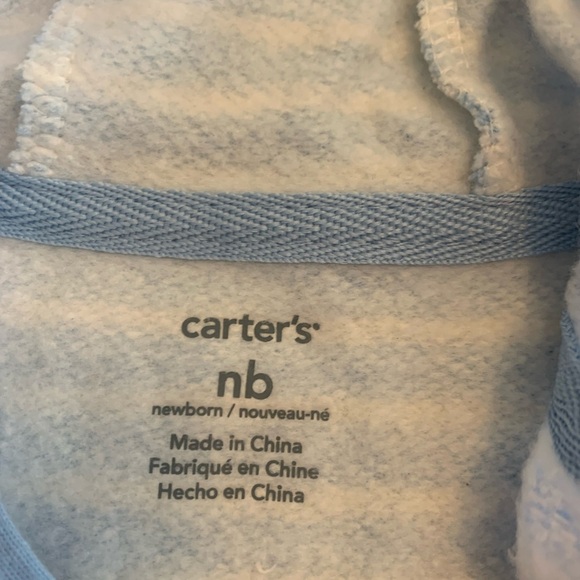 carter's
nb
newborn / nouveau-né
Made in China
Fabriqué en Chine
Hecho en China